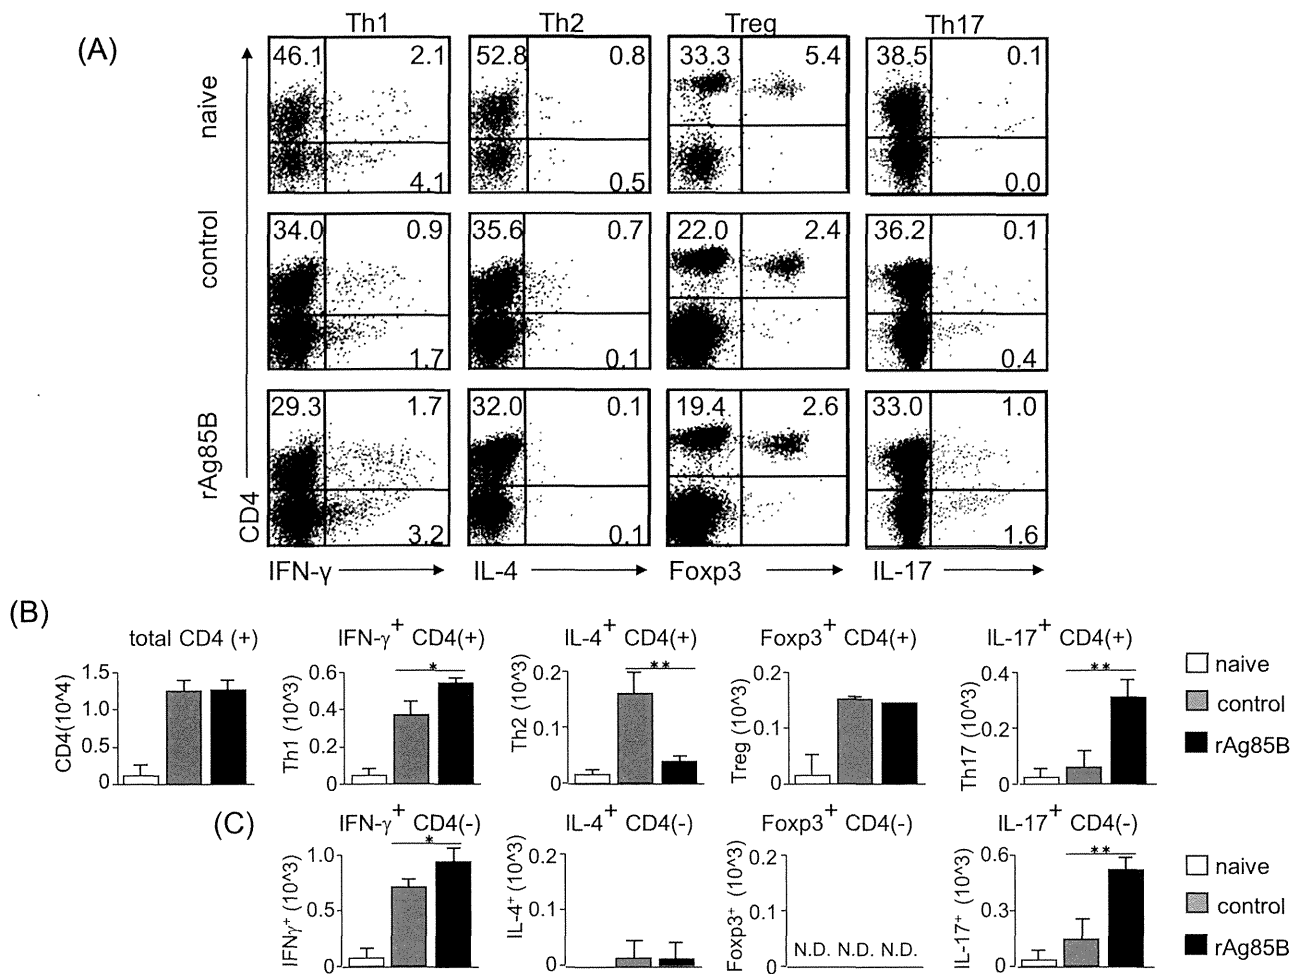 (A)
Th1 Th2 Treg Th17
naive
46.1 2.1 52.8 0.8 33.3 5.4 38.5 0.1
4.1 0.5 0.0
control
34.0 0.9 35.6 0.7 22.0 2.4 36.2 0.1
1.7 0.1 0.4
rAg85B
29.3 1.7 32.0 0.1 19.4 2.6 33.0 1.0
3.2 0.1 1.6
CD4
IFN-γ IL-4 Foxp3 IL-17
(B)
total CD4 (+) IFN-γ+ CD4(+) IL-4+ CD4(+) Foxp3+ CD4(+) IL-17+ CD4(+)
CD4(10^4)
1.5
1.0
0.5
0
Th1 (10^3)
0.6
0.4
0.2
0
*
Th2 (10^3)
0.2
0.1
0
**
Treg (10^3)
0.2
0.1
0
Th17 (10^3)
0.4
0.2
0
**
naive
control
rAg85B
(C)
IFN-γ+ CD4(-) IL-4+ CD4(-) Foxp3+ CD4(-) IL-17+ CD4(-)
IFNγ+ (10^3)
1.0
0.5
0
*
IL-4+ (10^3)
0.2
0.1
0
Foxp3+ (10^3)
0.2
0.1
0
N.D. N.D. N.D.
IL-17+ (10^3)
0.6
0.3
0
**
naive
control
rAg85B